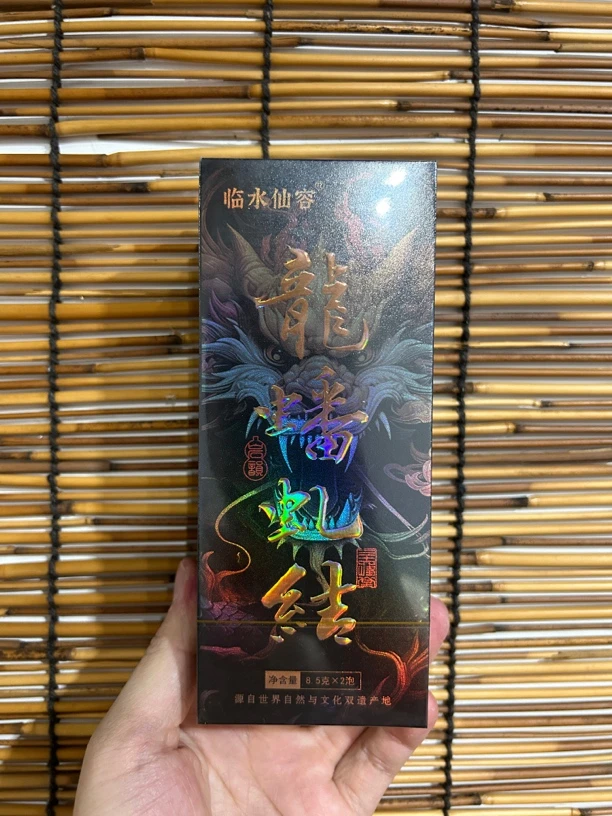 临水仙容
龍
蟠
虬
結
净含量 8.5克×2泡
源自世界自然与文化双遗产地